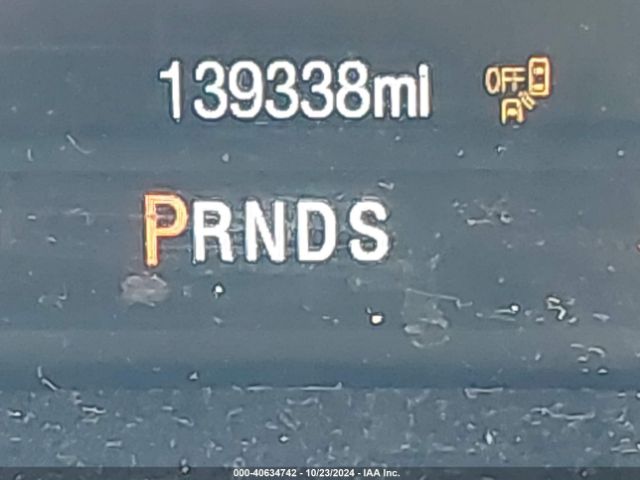 139338mi OFF
PRNDS
000-40634742 - 10/23/2024 - IAA Inc.